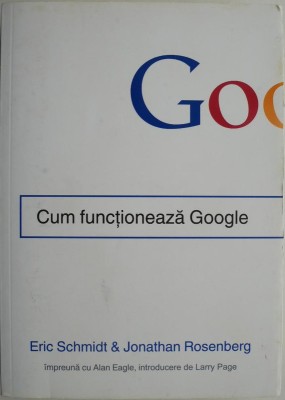 Goo
Cum funcționează Google
Eric Schmidt & Jonathan Rosenberg
împreună cu Alan Eagle, introducere de Larry Page